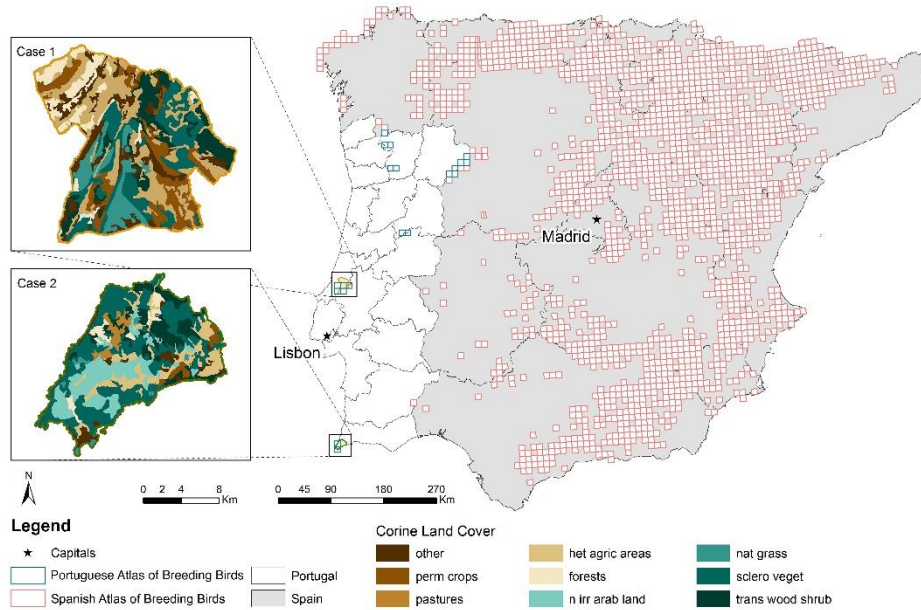 Case 1
Case 2
Madrid
Lisbon
N
0 2 4 8
Km
0 45 90 180 270
Km
Legend
Capitals
Portuguese Atlas of Breeding Birds
Spanish Atlas of Breeding Birds
Portugal
Spain
Corine Land Cover
other
perm crops
pastures
het agric areas
forests
n irr arab land
nat grass
sclero veget
trans wood shrub